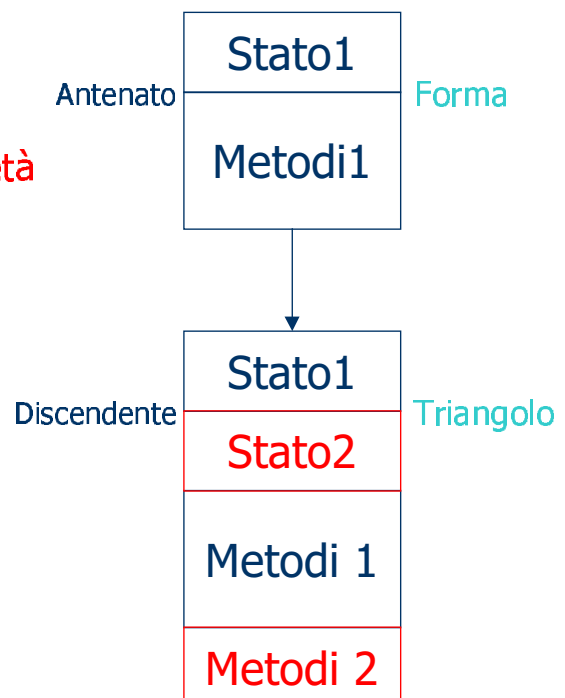 Stato1
Antenato
Forma
Metodi1
Stato1
Discendente
Triangolo
Stato2
Metodi 1
Metodi 2